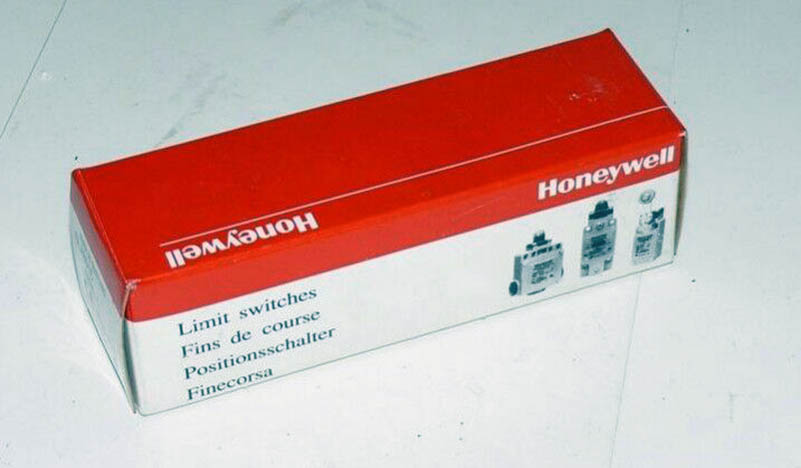 Honeywell
Honeywell
Limit switches
Fins de course
Positionsschalter
Finecorsa